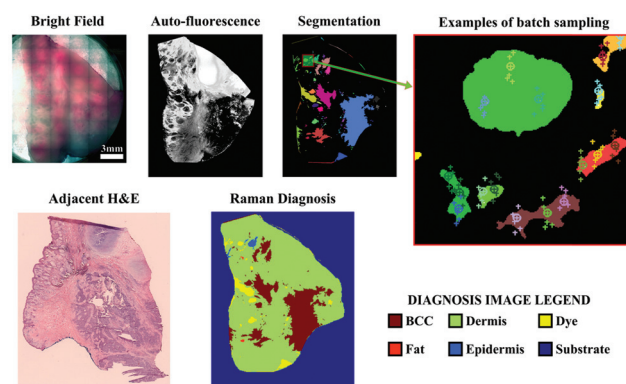 Bright Field
Auto-fluorescence
Segmentation
Examples of batch sampling
3mm
Adjacent H&E
Raman Diagnosis
DIAGNOSIS IMAGE LEGEND
BCC Dermis Dye
Fat Epidermis Substrate